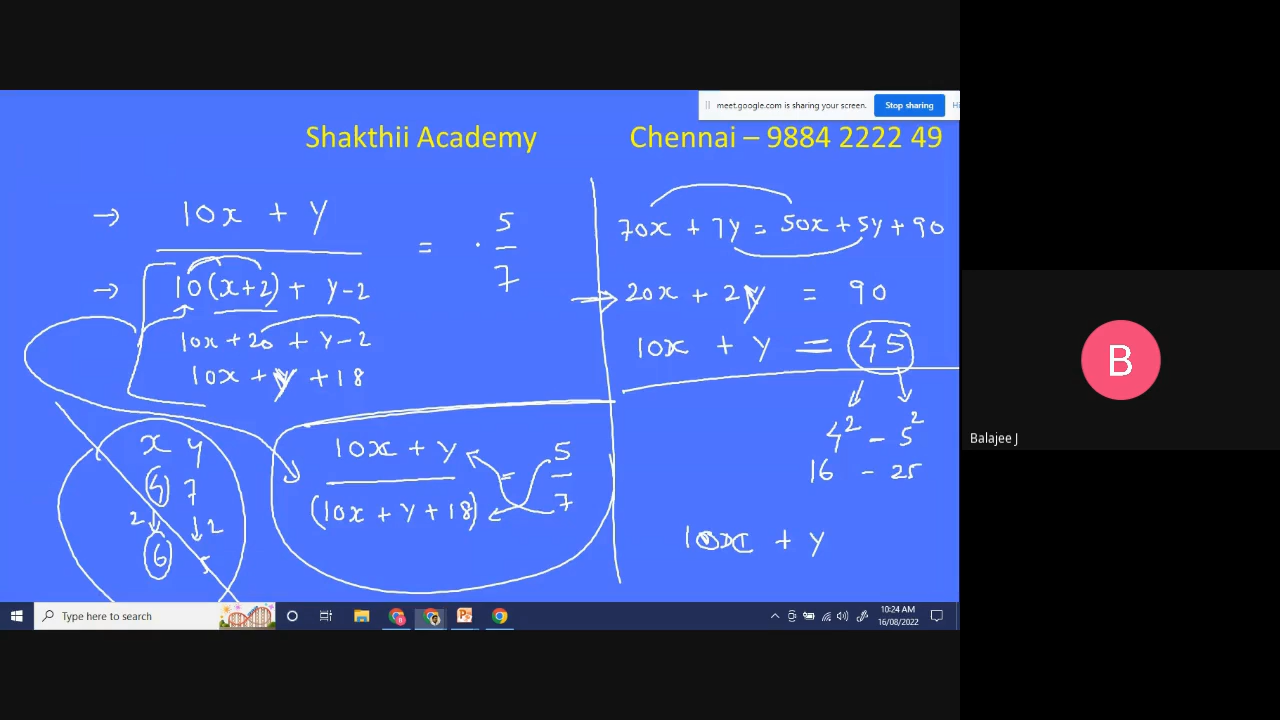 meet.google.com is sharing your screen. Stop sharing
Shakthii Academy Chennai – 9884 2222 49
→ 10x + y
= · 5
7
→ 10(x+2) + y-2
10x+20 + y-2
10x + y +18
x y
4 7
2 2
6 5
10x + y = 5
(10x + y +18) 7
70x + 7y = 50x + 5y + 90
20x + 2y = 90
10x + y = 45
4² - 5²
16 - 25
10x + y
B
Balajee J
Type here to search
10:24 AM
16/08/2022